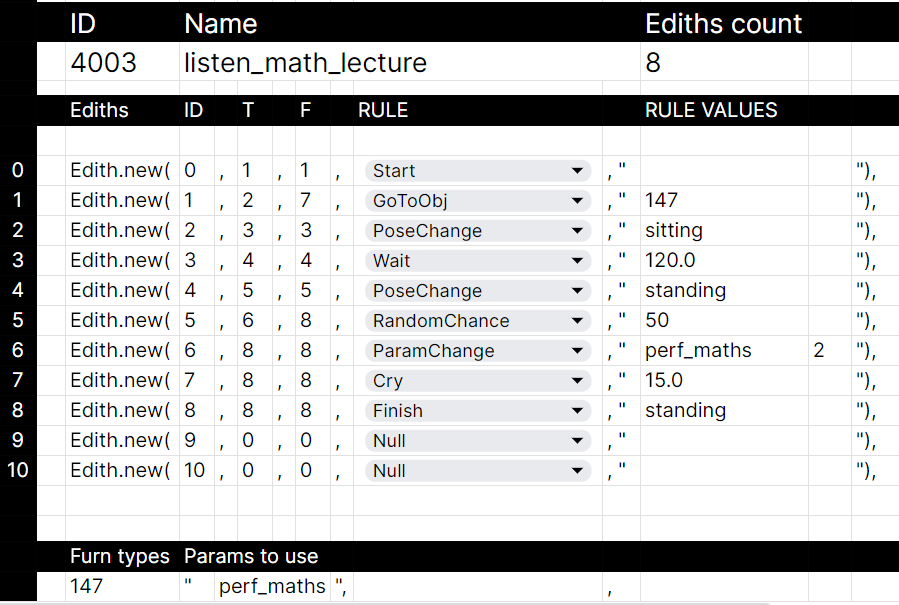 ID Name Ediths count
4003 listen_math_lecture 8
Ediths ID T F RULE RULE VALUES
0 Edith.new( 0 , 1 , 1 , Start , " "),
1 Edith.new( 1 , 2 , 7 , GoToObj , " 147 "),
2 Edith.new( 2 , 3 , 3 , PoseChange , " sitting "),
3 Edith.new( 3 , 4 , 4 , Wait , " 120.0 "),
4 Edith.new( 4 , 5 , 5 , PoseChange , " standing "),
5 Edith.new( 5 , 6 , 8 , RandomChance , " 50 "),
6 Edith.new( 6 , 8 , 8 , ParamChange , " perf_maths 2 "),
7 Edith.new( 7 , 8 , 8 , Cry , " 15.0 "),
8 Edith.new( 8 , 8 , 8 , Finish , " standing "),
9 Edith.new( 9 , 0 , 0 , Null , " "),
10 Edith.new( 10 , 0 , 0 , Null , " "),
Furn types Params to use
147 " perf_maths ", ,